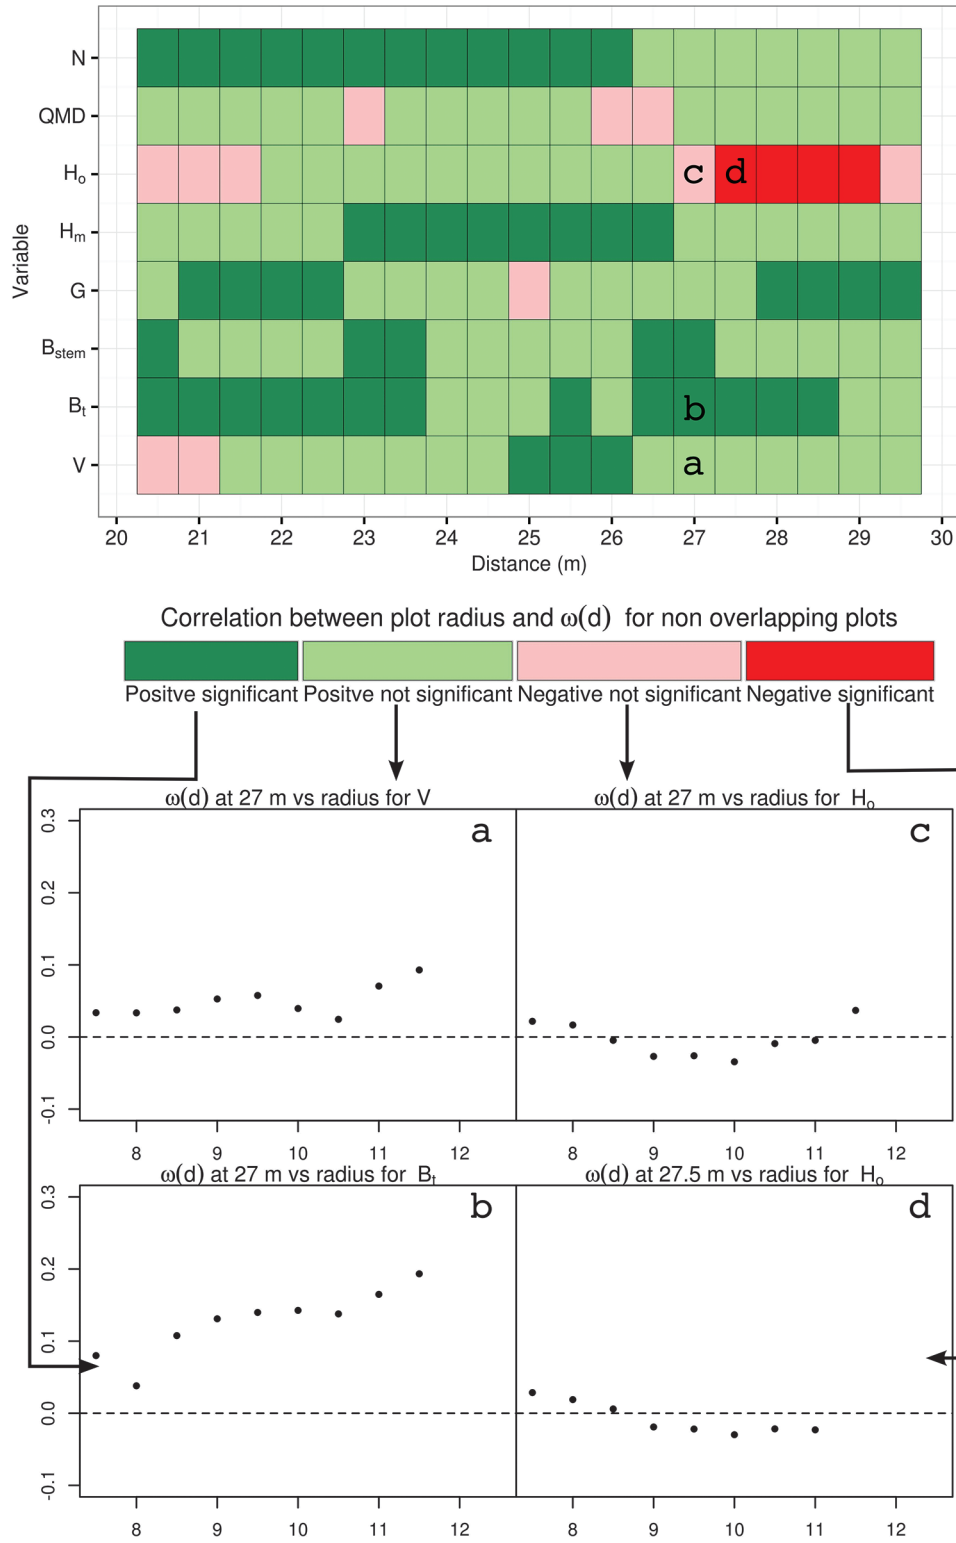 N
QMD
Ho
c d
Hm
G
Bstem
Bt
b
V
a
Variable
20 21 22 23 24 25 26 27 28 29 30
Distance (m)
Correlation between plot radius and ω(d) for non overlapping plots
Positve significant Positve not significant Negative not significant Negative significant
ω(d) at 27 m vs radius for V
ω(d) at 27 m vs radius for Ho
a
c
0.3
0.2
0.1
0.0
-0.1
8 9 10 11 12
8 9 10 11 12
ω(d) at 27 m vs radius for Bt
ω(d) at 27.5 m vs radius for Ho
b
d
0.3
0.2
0.1
0.0
-0.1
8 9 10 11 12
8 9 10 11 12